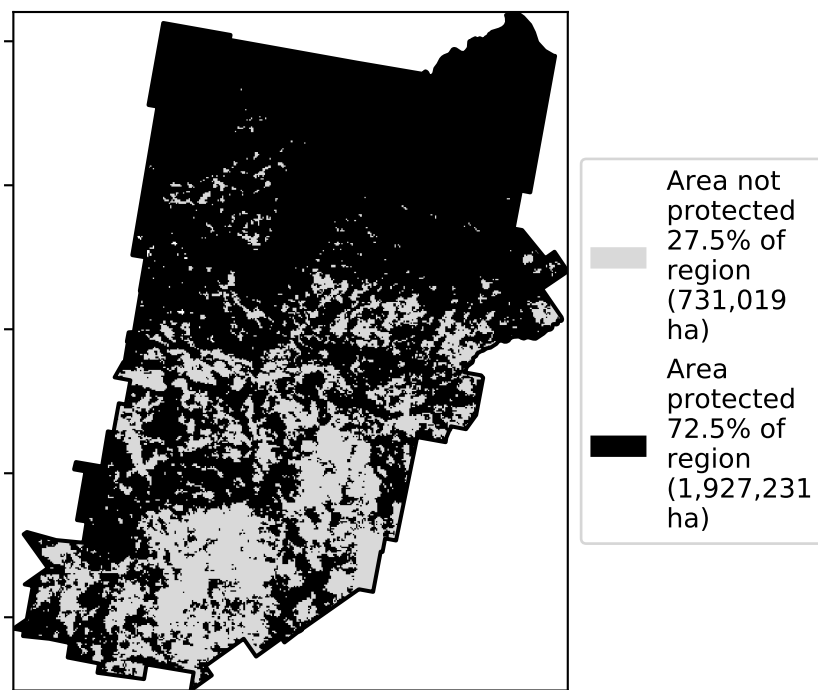 Area not
protected
27.5% of
region
(731,019
ha)
Area
protected
72.5% of
region
(1,927,231
ha)